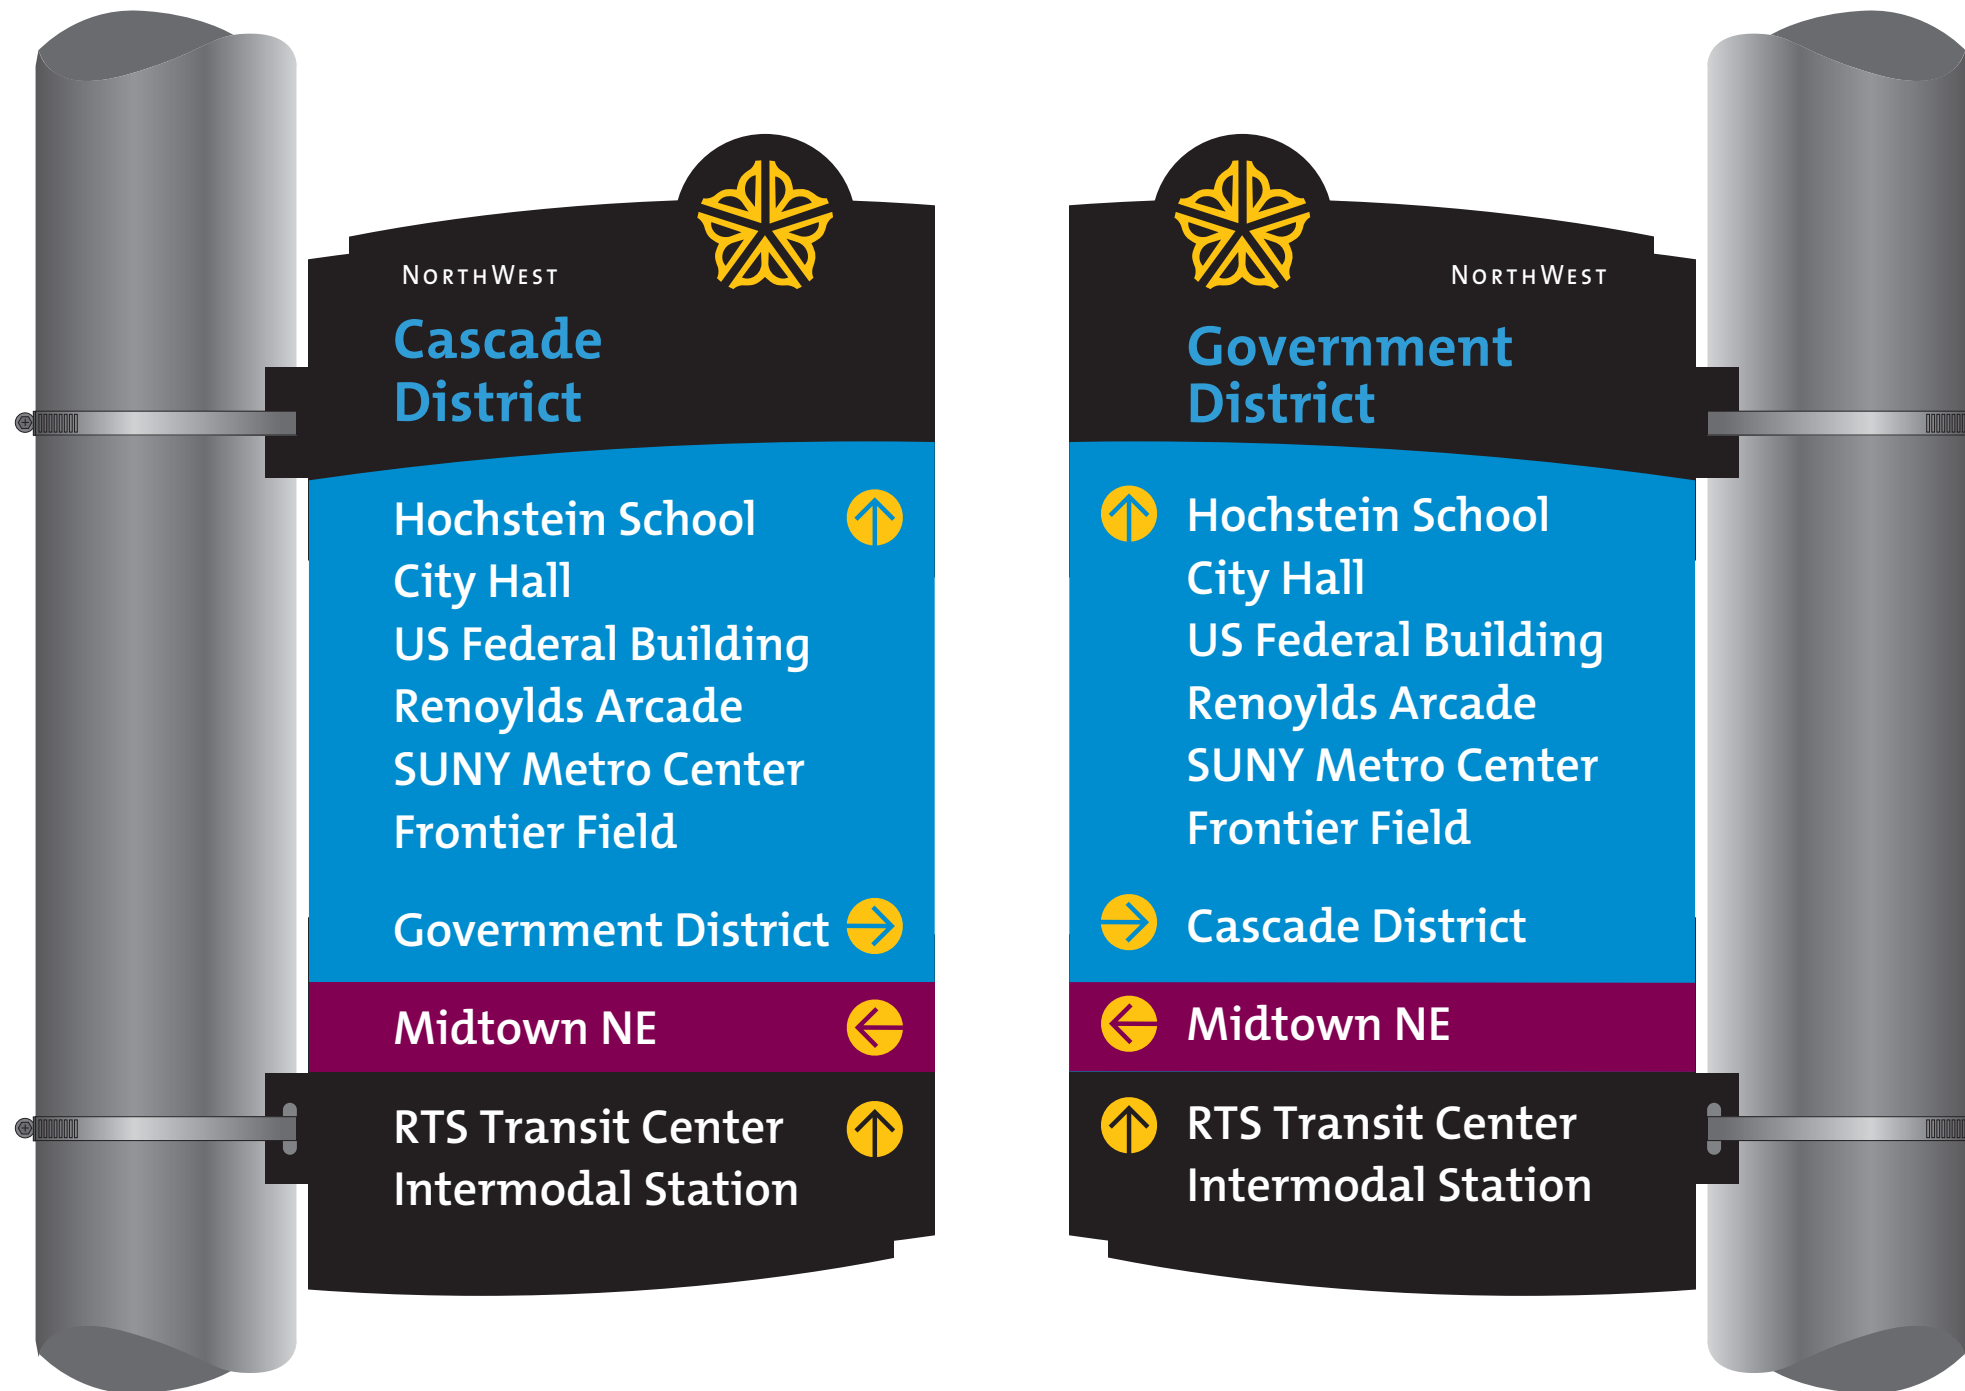 NORTHWEST
Cascade
District
Hochstein School
City Hall
US Federal Building
Renoylds Arcade
SUNY Metro Center
Frontier Field
Government District
Midtown NE
RTS Transit Center
Intermodal Station
NORTHWEST
Government
District
Hochstein School
City Hall
US Federal Building
Renoylds Arcade
SUNY Metro Center
Frontier Field
Cascade District
Midtown NE
RTS Transit Center
Intermodal Station